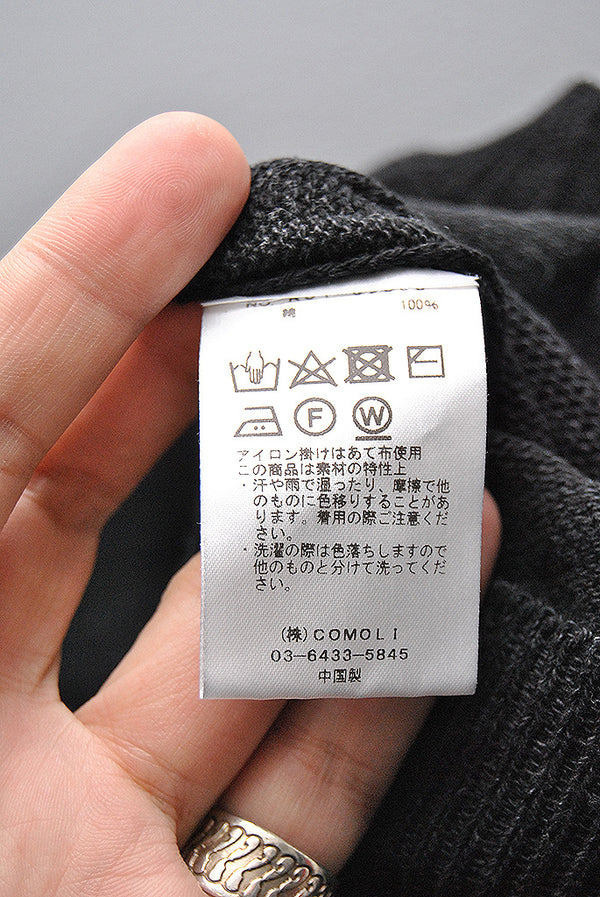 綿 100%
F W
アイロン掛けはあて布使用
この商品は素材の特性上
・汗や雨で湿ったり、摩擦で他
のものに色移りすることがあ
ります。着用の際ご注意くだ
さい。
・洗濯の際は色落ちしますので
他のものと分けて洗ってくだ
さい。
(株)COMOLI
03-6433-5845
中国製